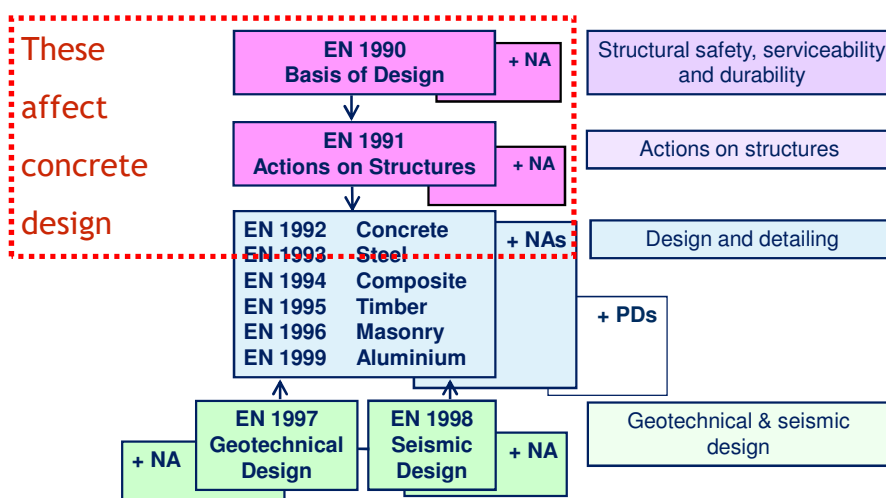 These
affect
concrete
design
EN 1990
Basis of Design
+ NA
Structural safety, serviceability
and durability
EN 1991
Actions on Structures
+ NA
Actions on structures
EN 1992 Concrete
EN 1993 Steel
EN 1994 Composite
EN 1995 Timber
EN 1996 Masonry
EN 1999 Aluminium
+ NAs
Design and detailing
+ PDs
EN 1997
Geotechnical
Design
+ NA
EN 1998
Seismic
Design
+ NA
Geotechnical & seismic
design